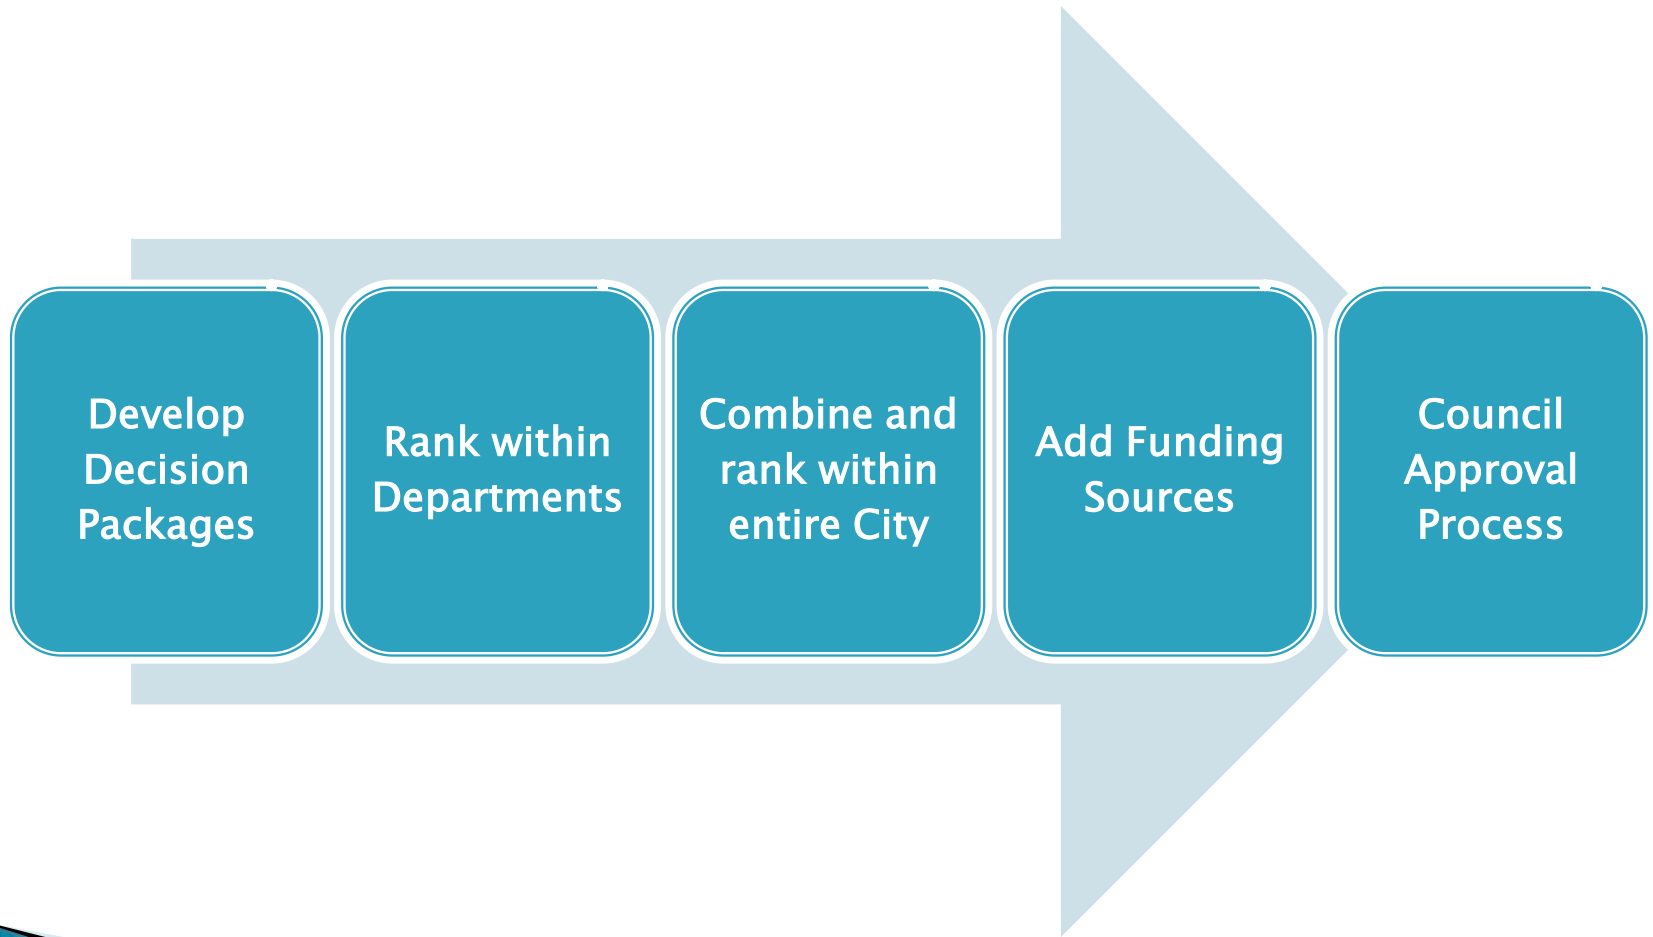 Develop
Decision
Packages
Rank within
Departments
Combine and
rank within
entire City
Add Funding
Sources
Council
Approval
Process